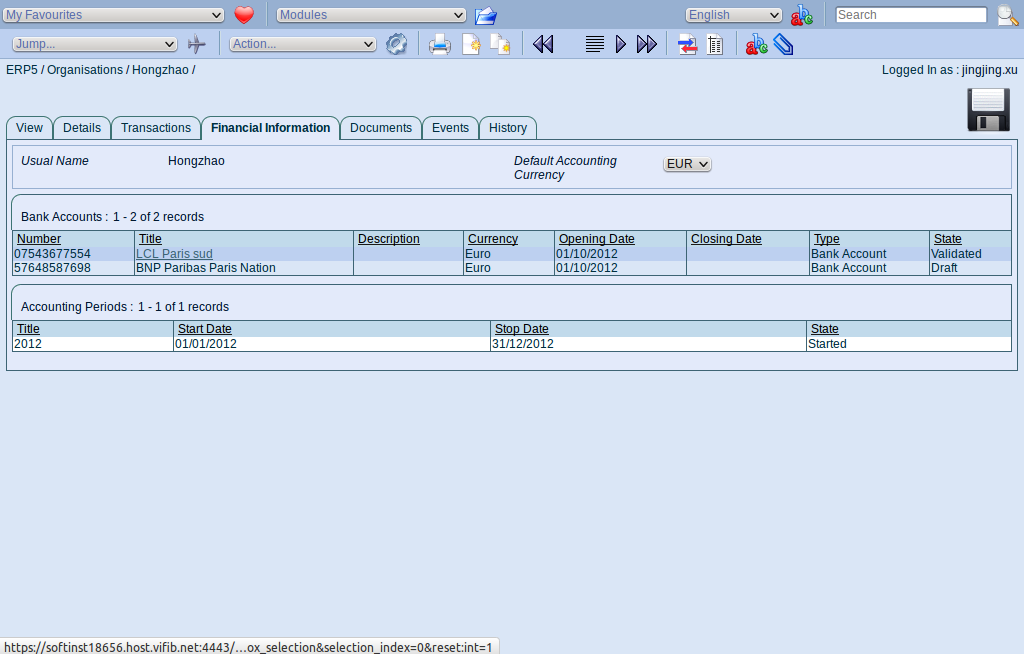 My Favourites Modules English abc Search
Jump... Action... abc
ERP5 / Organisations / Hongzhao / Logged In as : jingjing.xu
View Details Transactions Financial Information Documents Events History
Usual Name Hongzhao Default Accounting Currency EUR
Bank Accounts : 1 - 2 of 2 records
Number Title Description Currency Opening Date Closing Date Type State
07543677554 LCL Paris sud Euro 01/10/2012 Bank Account Validated
57648587698 BNP Paribas Paris Nation Euro 01/10/2012 Bank Account Draft
Accounting Periods : 1 - 1 of 1 records
Title Start Date Stop Date State
2012 01/01/2012 31/12/2012 Started
https://softinst18656.host.vifib.net:4443/...ox_selection&selection_index=0&reset:int=1